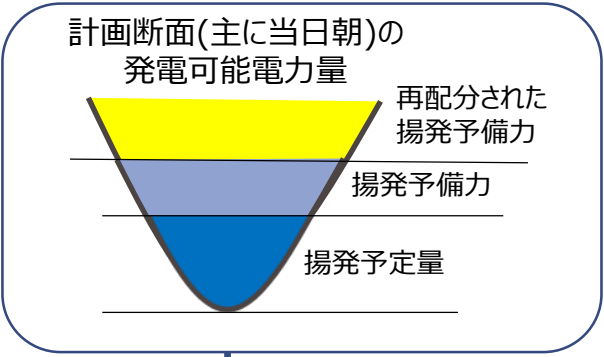 計画断面(主に当日朝)の
発電可能電力量
再配分された
揚発予備力
揚発予備力
揚発予定量